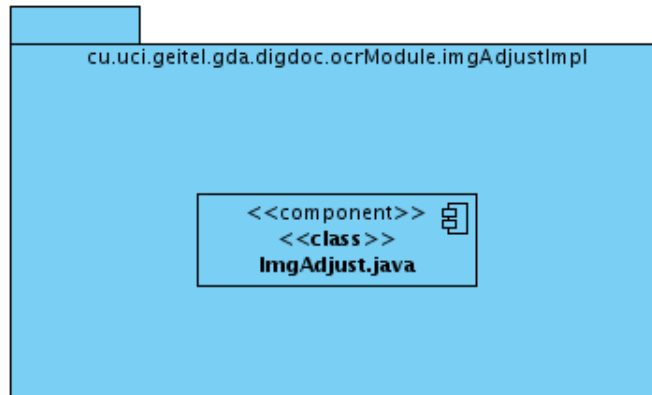 cu.uci.geitel.gda.digdoc.ocrModule.imgAdjustImpl
<<component>>
<<class>>
ImgAdjust.java